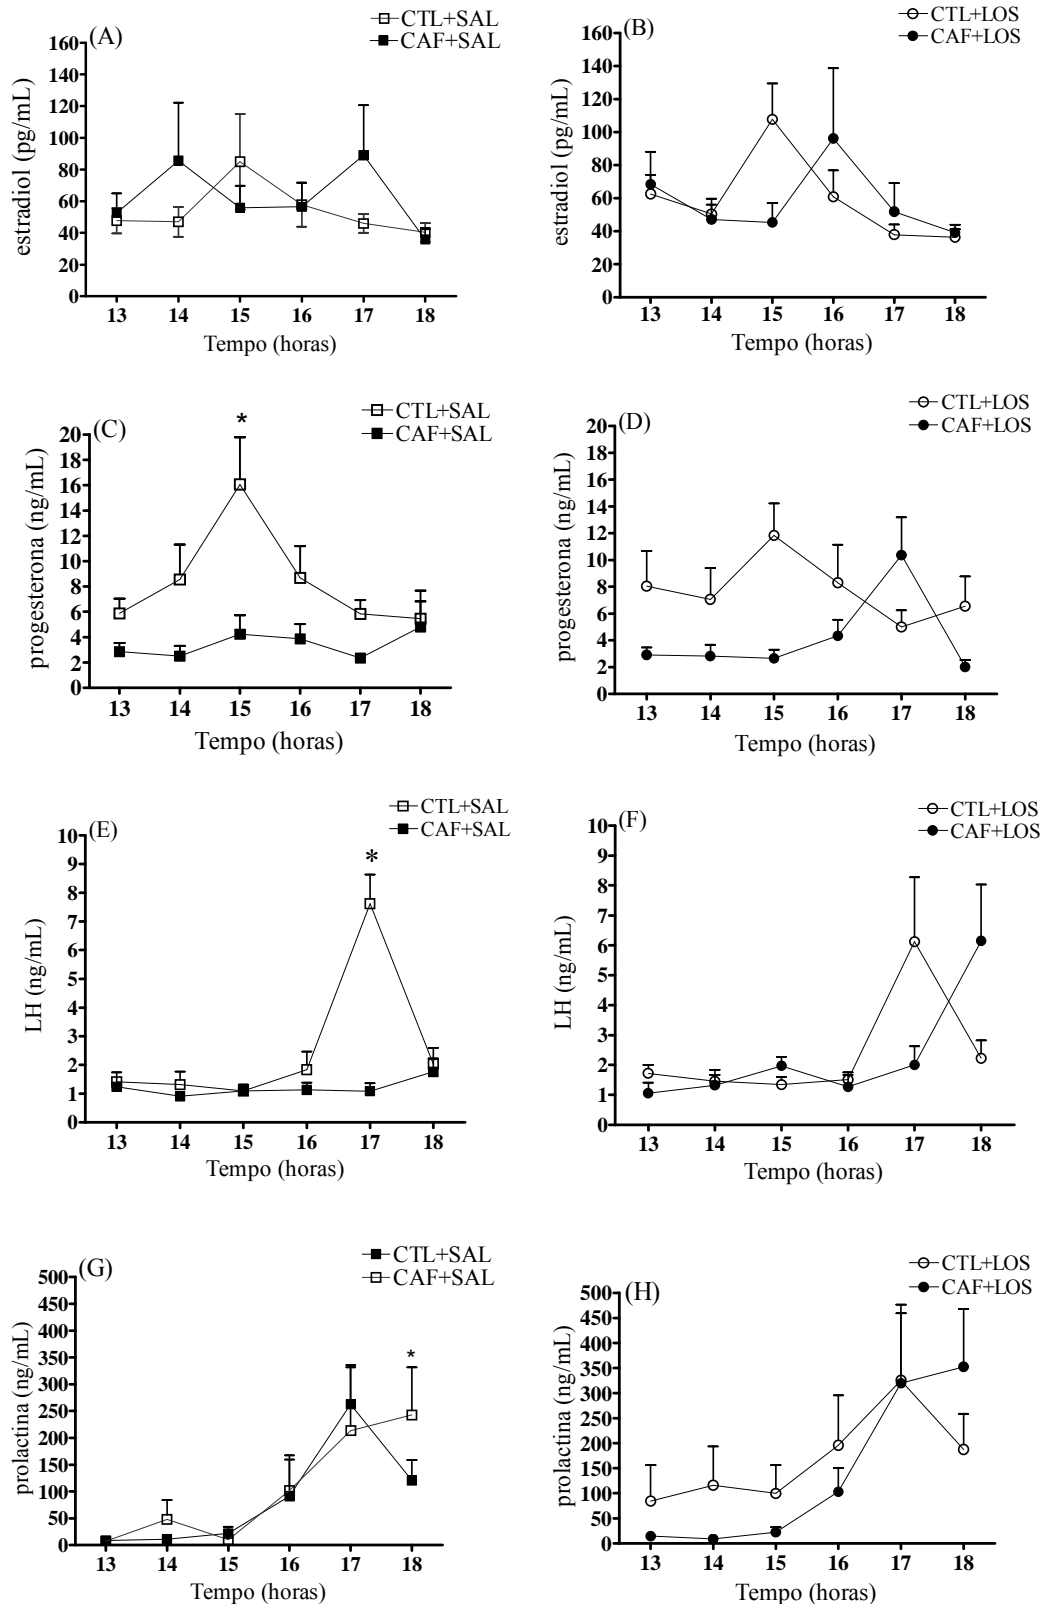 (A)
CTL+SAL
CAF+SAL
estradiol (pg/mL)
160
140
120
100
80
60
40
20
0
13 14 15 16 17 18
Tempo (horas)
(B)
CTL+LOS
CAF+LOS
estradiol (pg/mL)
160
140
120
100
80
60
40
20
0
13 14 15 16 17 18
Tempo (horas)
(C)
*
CTL+SAL
CAF+SAL
progesterona (ng/mL)
20
18
16
14
12
10
8
6
4
2
0
13 14 15 16 17 18
Tempo (horas)
(D)
CTL+LOS
CAF+LOS
progesterona (ng/mL)
20
18
16
14
12
10
8
6
4
2
0
13 14 15 16 17 18
Tempo (horas)
(E)
CTL+SAL
CAF+SAL
*
LH (ng/mL)
10
9
8
7
6
5
4
3
2
1
0
13 14 15 16 17 18
Tempo (horas)
(F)
CTL+LOS
CAF+LOS
LH (ng/mL)
10
9
8
7
6
5
4
3
2
1
0
13 14 15 16 17 18
Tempo (horas)
(G)
CTL+SAL
CAF+SAL
*
prolactina (ng/mL)
500
450
400
350
300
250
200
150
100
50
0
13 14 15 16 17 18
Tempo (horas)
(H)
CTL+LOS
CAF+LOS
prolactina (ng/mL)
500
450
400
350
300
250
200
150
100
50
0
13 14 15 16 17 18
Tempo (horas)